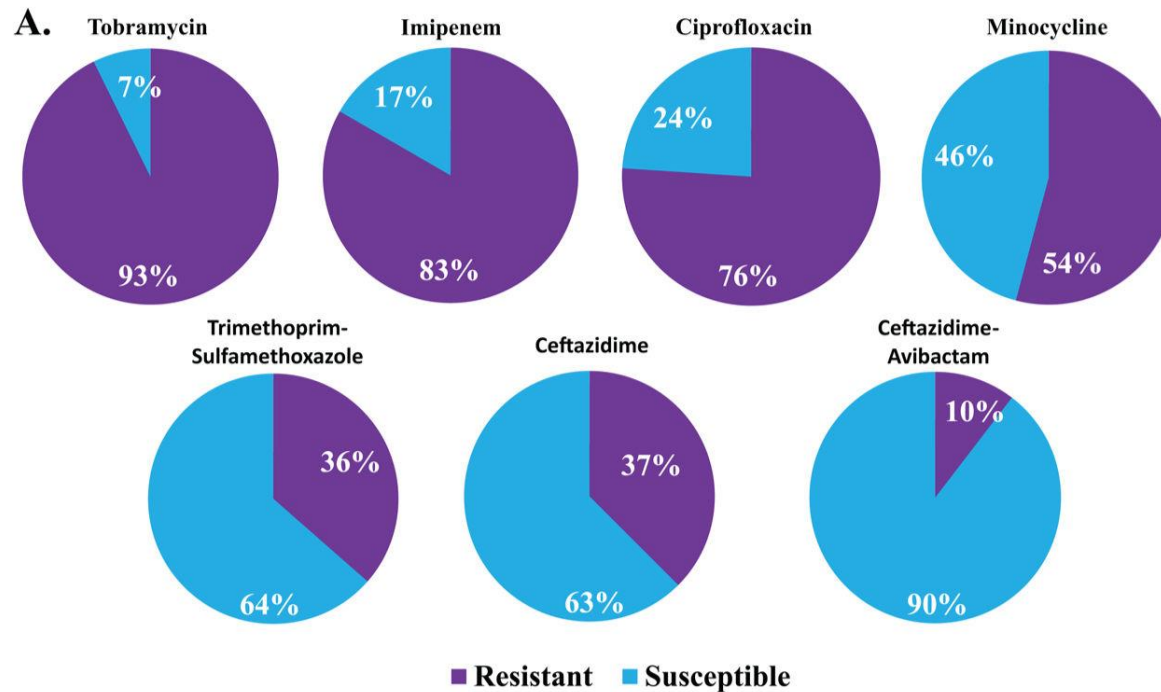 A.
Tobramycin
Imipenem
Ciprofloxacin
Minocycline
7%
93%
17%
83%
24%
76%
46%
54%
Trimethoprim-
Sulfamethoxazole
Ceftazidime
Ceftazidime-
Avibactam
36%
64%
37%
63%
10%
90%
Resistant
Susceptible